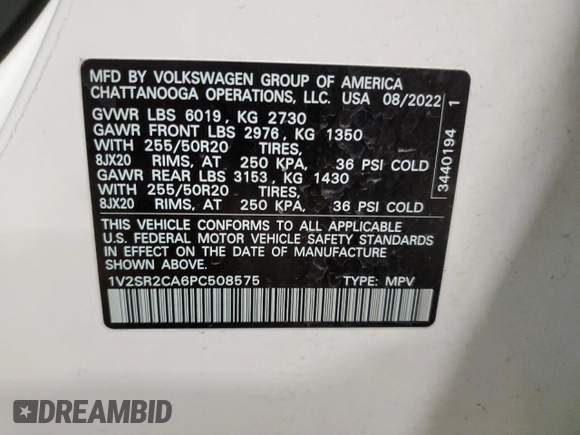 MFD BY VOLKSWAGEN GROUP OF AMERICA
CHATTANOOGA OPERATIONS, LLC. USA 08/2022
GVWR LBS 6019, KG 2730
GAWR FRONT LBS 2976, KG 1350
WITH 255/50R20 TIRES,
8JX20 RIMS, AT 250 KPA, 36 PSI COLD
GAWR REAR LBS 3153, KG 1430
WITH 255/50R20 TIRES,
8JX20 RIMS, AT 250 KPA, 36 PSI COLD
THIS VEHICLE CONFORMS TO ALL APPLICABLE
U.S. FEDERAL MOTOR VEHICLE SAFETY STANDARDS
IN EFFECT ON THE DATE OF MANUFACTURE
SHOWN ABOVE.
1V2SR2CA6PC508575 TYPE: MPV
3440194 1
DREAMBID